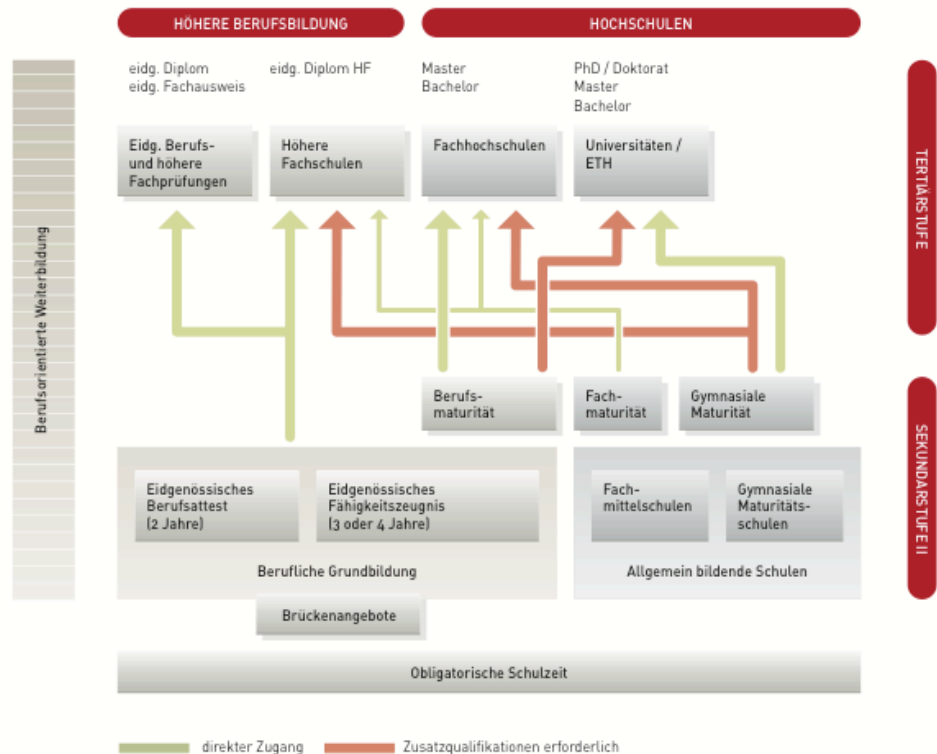 HÖHERE BERUFSBILDUNG
HOCHSCHULEN
eidg. Diplom
eidg. Fachausweis
eidg. Diplom HF
Master
Bachelor
PhD / Doktorat
Master
Bachelor
Eidg. Berufs-
und höhere
Fachprüfungen
Höhere
Fachschulen
Fachhochschulen
Universitäten /
ETH
TERTIÄRSTUFE
Berufsorientierte Weiterbildung
Berufs-
maturität
Fach-
maturität
Gymnasiale
Maturität
SEKUNDARSTUFE II
Eidgenössisches
Berufsattest
(2 Jahre)
Eidgenössisches
Fähigkeitszeugnis
(3 oder 4 Jahre)
Fach-
mittelschulen
Gymnasiale
Maturitäts-
schulen
Berufliche Grundbildung
Allgemein bildende Schulen
Brückenangebote
Obligatorische Schulzeit
direkter Zugang
Zusatzqualifikationen erforderlich